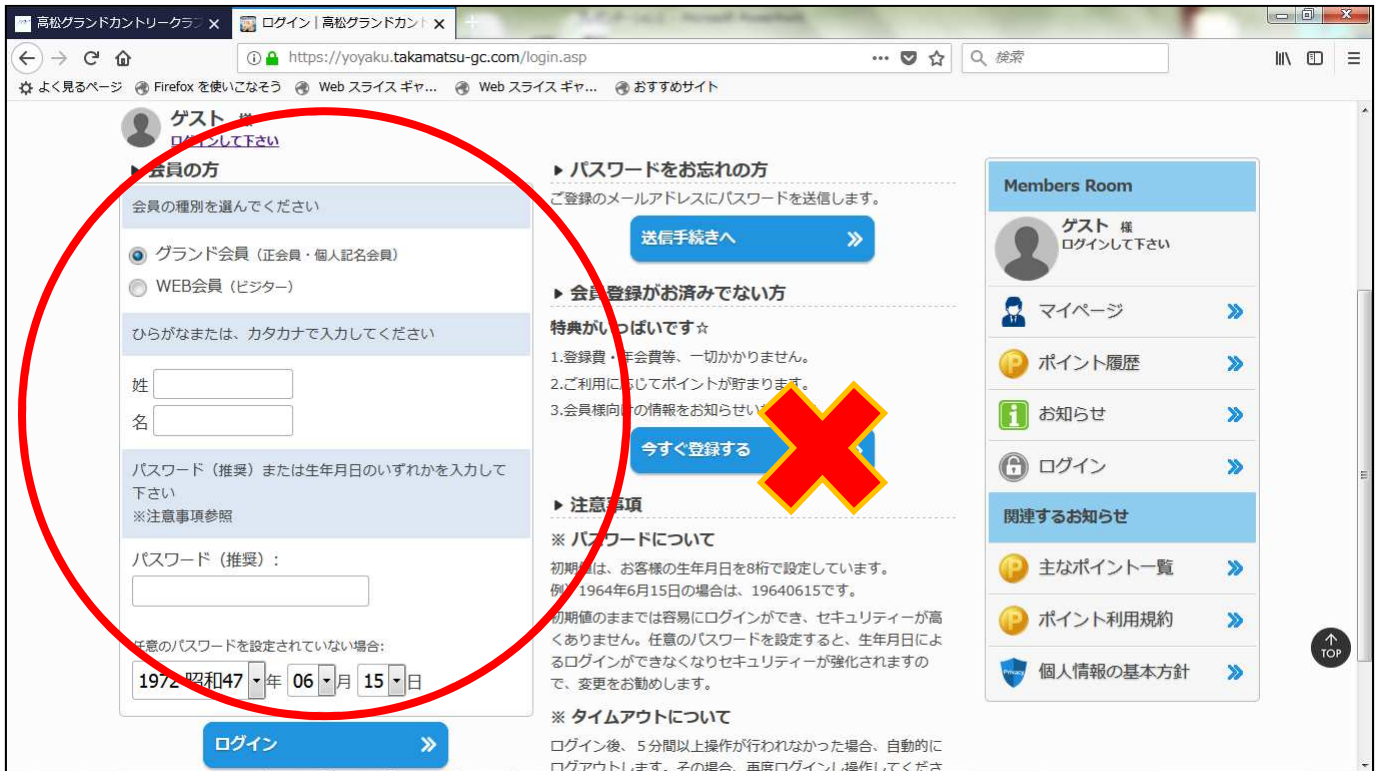 高松グランドカントリークラブ
ログイン | 高松グランドカント
https://yoyaku.takamatsu-gc.com/login.asp
検索
よく見るページ
Firefox を使いこなそう
Web スライス ギャ...
Web スライス ギャ...
おすすめサイト
ゲスト 様
ログインして下さい
会員の方
会員の種別を選んでください
グランド会員（正会員・個人記名会員）
WEB会員（ビジター）
ひらがなまたは、カタカナで入力してください
姓
名
パスワード（推奨）または生年月日のいずれかを入力して
下さい
※注意事項参照
パスワード（推奨）:
任意のパスワードを設定されていない場合:
1972 昭和47 年 06 月 15 日
ログイン
パスワードをお忘れの方
ご登録のメールアドレスにパスワードを送信します。
送信手続きへ
会員登録がお済みでない方
特典がいっぱいです☆
1.登録費・年会費等、一切かかりません。
2.ご利用に応じてポイントが貯まります。
3.会員様向けの情報をお知らせいた
今すぐ登録する
注意事項
※ パスワードについて
初期値は、お客様の生年月日を8桁で設定しています。
例）1964年6月15日の場合は、19640615です。
初期値のままでは容易にログインができ、セキュリティーが高
くありません。任意のパスワードを設定すると、生年月日によ
るログインができなくなりセキュリティーが強化されますの
で、変更をお勧めします。
※ タイムアウトについて
ログイン後、５分間以上操作が行われなかった場合、自動的に
ログアウトします。その場合、再度ログインし操作してくださ
Members Room
ゲスト 様
ログインして下さい
マイページ
ポイント履歴
お知らせ
ログイン
関連するお知らせ
主なポイント一覧
ポイント利用規約
個人情報の基本方針
TOP